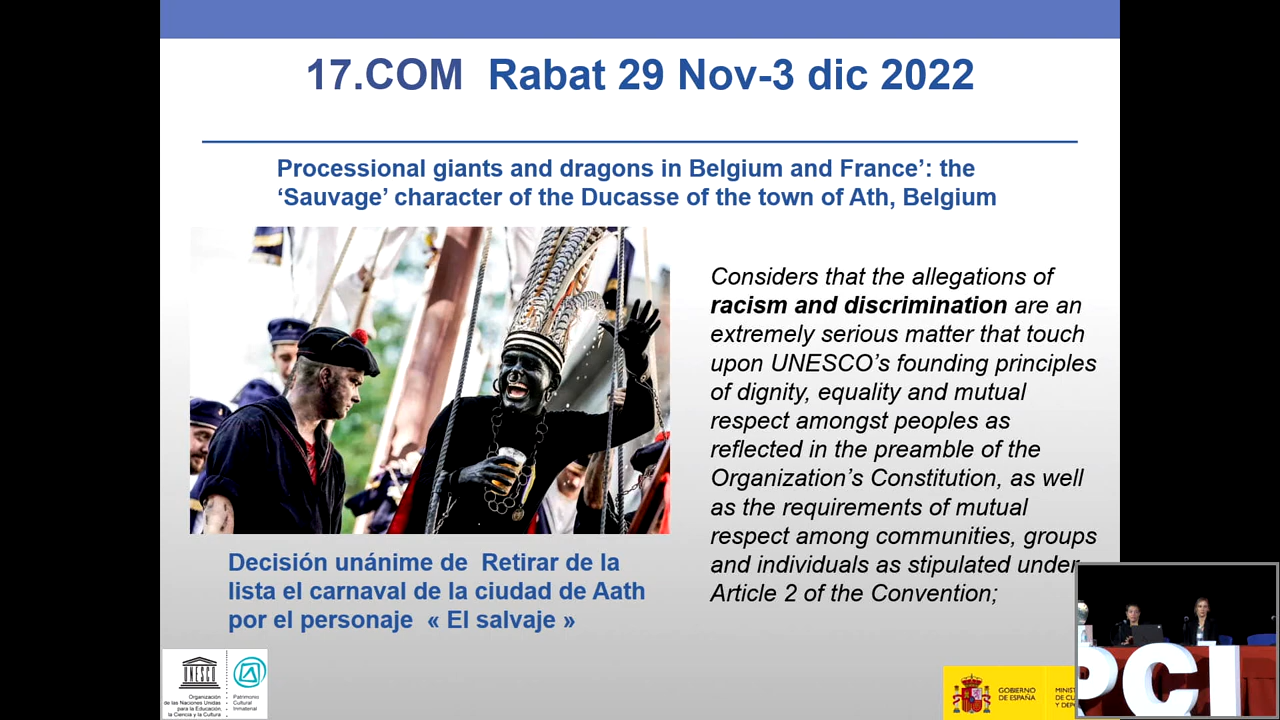 17.COM Rabat 29 Nov-3 dic 2022
Processional giants and dragons in Belgium and France’: the
‘Sauvage’ character of the Ducasse of the town of Ath, Belgium
Considers that the allegations of
racism and discrimination are an
extremely serious matter that touch
upon UNESCO’s founding principles
of dignity, equality and mutual
respect amongst peoples as
reflected in the preamble of the
Organization’s Constitution, as well
as the requirements of mutual
respect among communities, groups
and individuals as stipulated under
Article 2 of the Convention;
Decisión unánime de Retirar de la
lista el carnaval de la ciudad de Aath
por el personaje « El salvaje »
UNESCO
Organización
de las Naciones Unidas
para la Educación,
la Ciencia y la Cultura
Patrimonio
Cultural
Inmaterial
GOBIERNO
DE ESPAÑA
MINIST
DE CU
Y DEPO
PCI